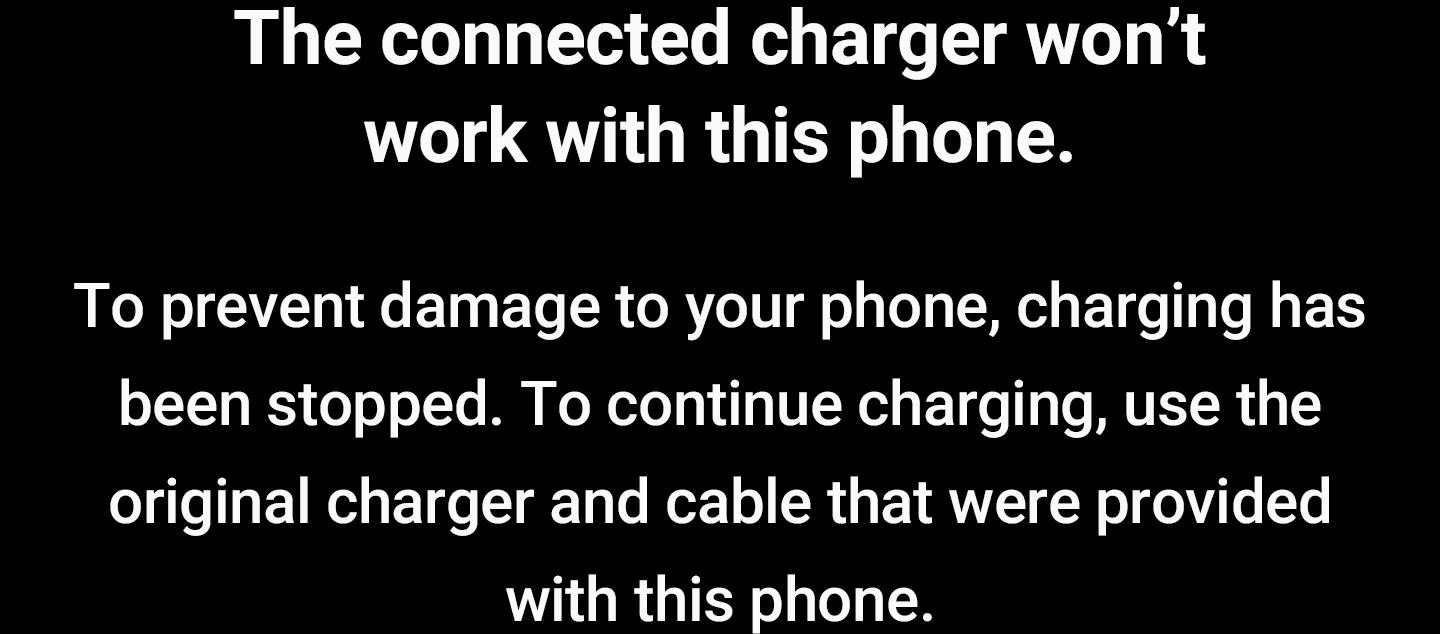 The connected charger won’t
work with this phone.
To prevent damage to your phone, charging has
been stopped. To continue charging, use the
original charger and cable that were provided
with this phone.